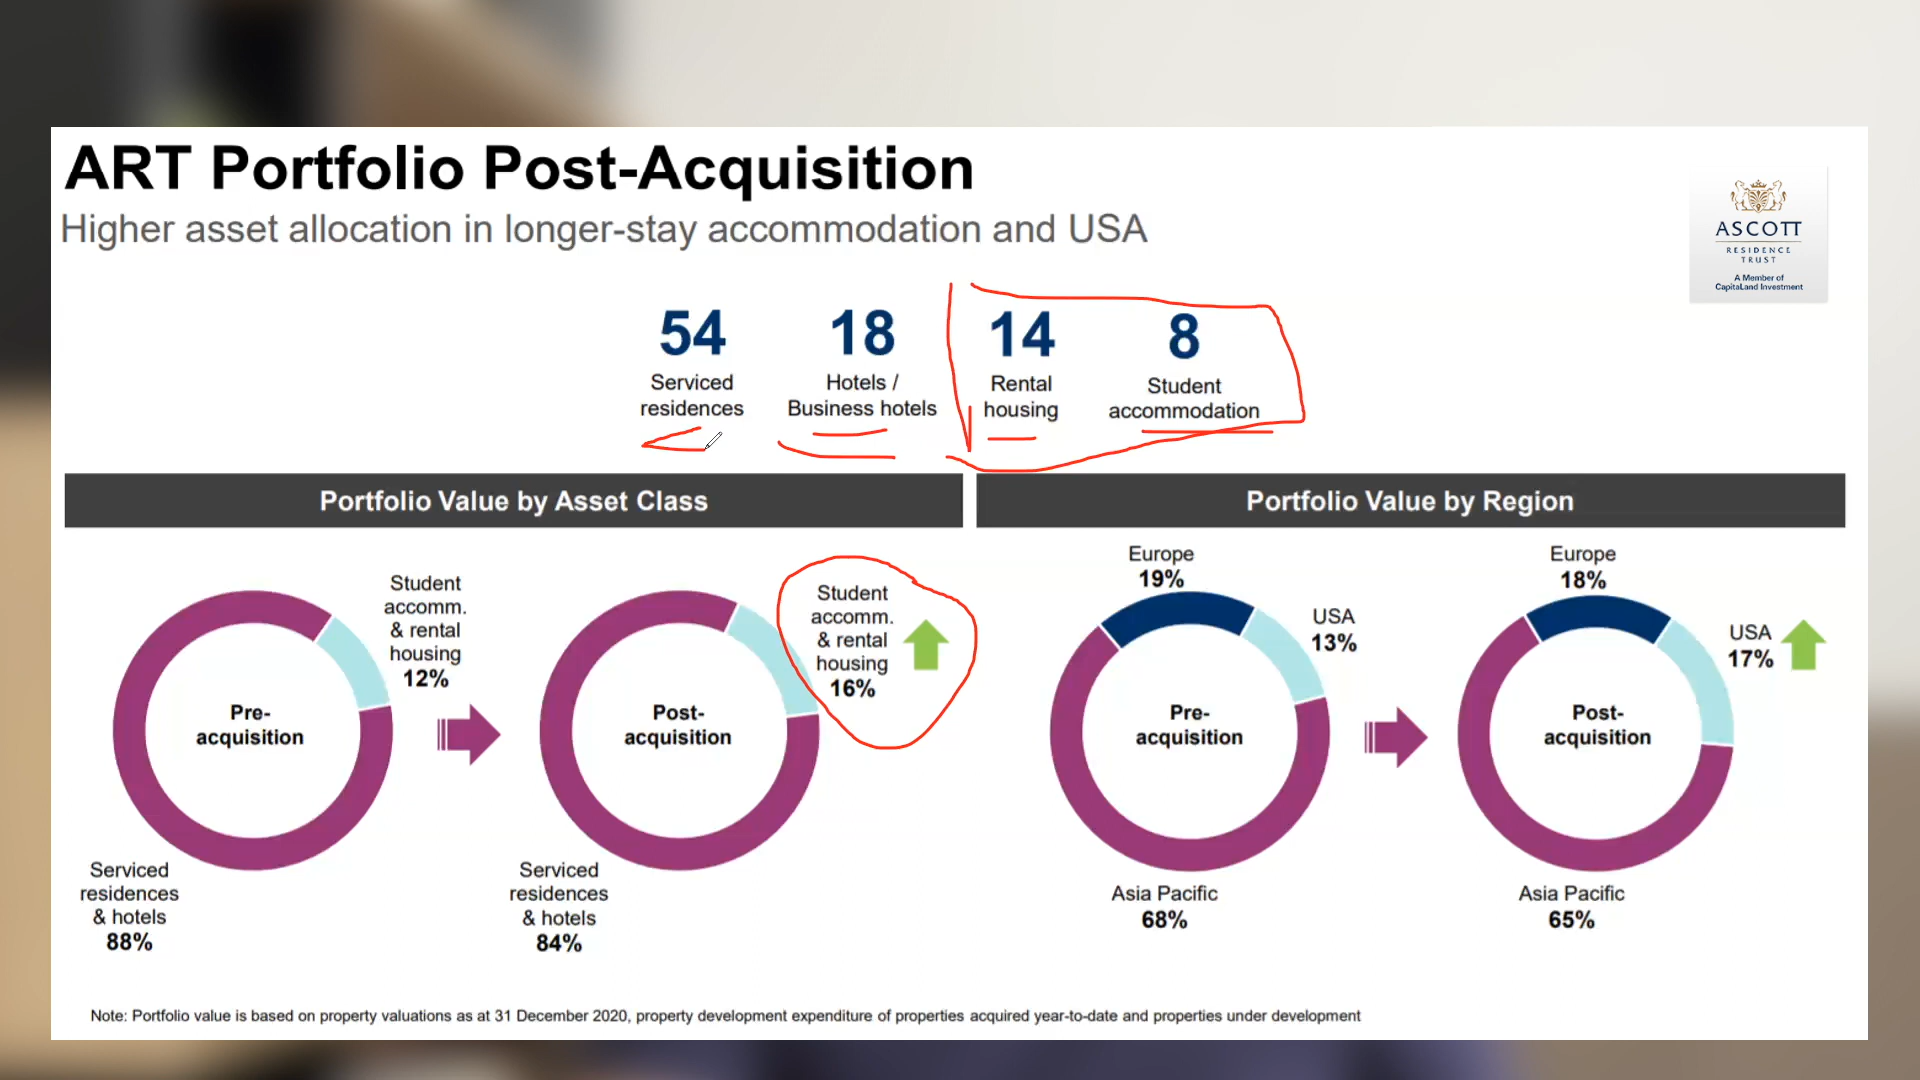 ART Portfolio Post-Acquisition
Higher asset allocation in longer-stay accommodation and USA
ASCOTT
RESIDENCE
TRUST
A Member of
CapitaLand Investment
54
Serviced
residences
18
Hotels /
Business hotels
14
Rental
housing
8
Student
accommodation
Portfolio Value by Asset Class
Student
accomm.
& rental
housing
12%
Pre-
acquisition
Serviced
residences
& hotels
88%
Student
accomm.
& rental
housing
16%
Post-
acquisition
Serviced
residences
& hotels
84%
Portfolio Value by Region
Europe
19%
USA
13%
Pre-
acquisition
Asia Pacific
68%
Europe
18%
USA
17%
Post-
acquisition
Asia Pacific
65%
Note: Portfolio value is based on property valuations as at 31 December 2020, property development expenditure of properties acquired year-to-date and properties under development